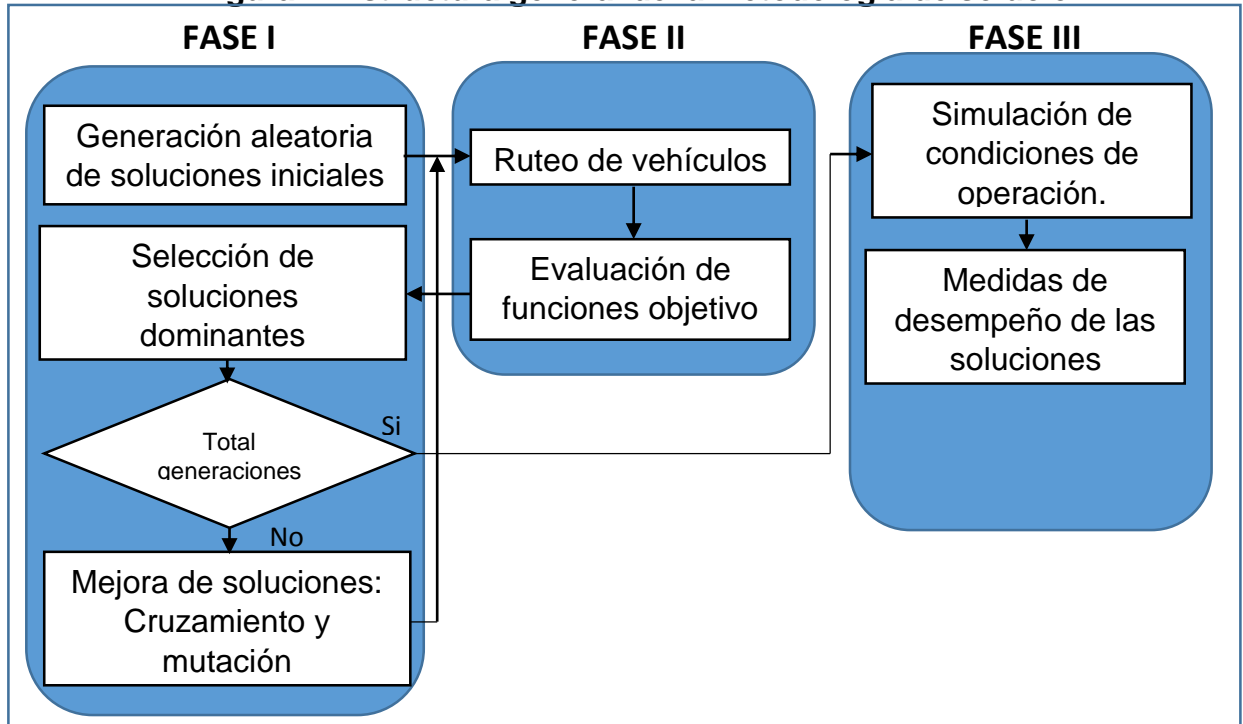 FASE I
Generación aleatoria
de soluciones iniciales
Selección de
soluciones
dominantes
Total
generaciones
Si
No
Mejora de soluciones:
Cruzamiento y
mutación
FASE II
Ruteo de vehículos
Evaluación de
funciones objetivo
FASE III
Simulación de
condiciones de
operación.
Medidas de
desempeño de las
soluciones